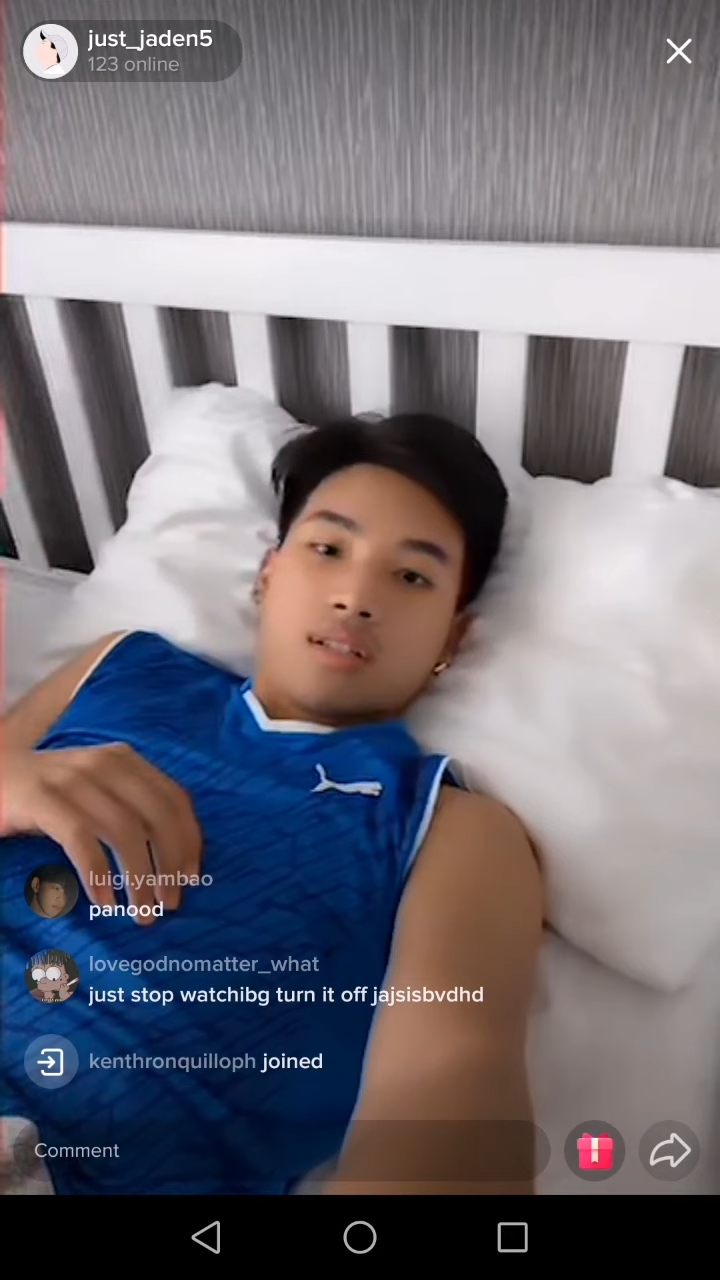 just_jaden5
123 online
luigi.yambao
panood
lovegodnomatter_what
just stop watchibg turn it off jajsisbvdhd
kenthronquilloph joined
Comment